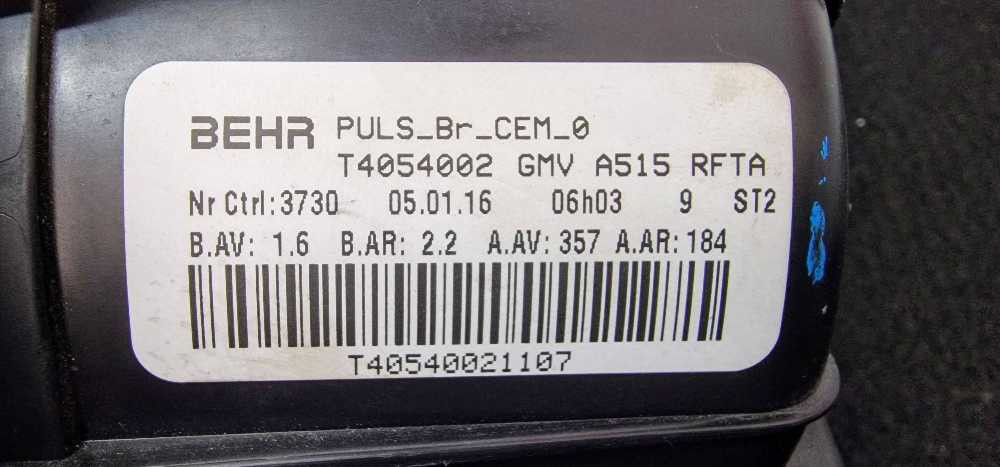 BEHR PULS_Br_CEM_0
T4054002 GMV A515 RFTA
Nr Ctrl:3730 05.01.16 06h03 9 ST2
B.AV: 1.6 B.AR: 2.2 A.AV: 357 A.AR: 184
T40540021107